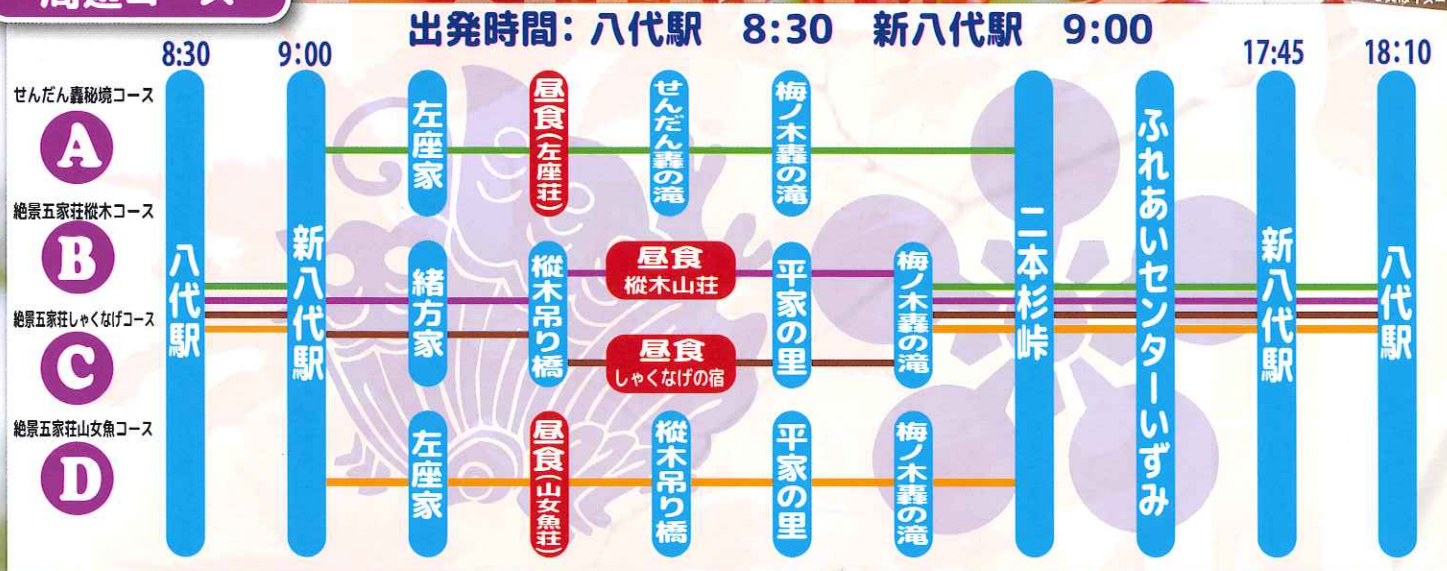 周遊コース
出発時間：八代駅　8:30　新八代駅　9:00
8:30
9:00
17:45
18:10
せんだん轟秘境コース
A
絶景五家荘樅木コース
B
絶景五家荘しゃくなげコース
C
絶景五家荘山女魚コース
D
八代駅
新八代駅
左座家
昼食(左座荘)
せんだん轟の滝
梅ノ木轟の滝
緒方家
樅木吊り橋
昼食
樅木山荘
昼食
しゃくなげの宿
平家の里
梅ノ木轟の滝
左座家
昼食(山女魚荘)
樅木吊り橋
平家の里
梅ノ木轟の滝
二本杉峠
ふれあいセンターいずみ
新八代駅
八代駅